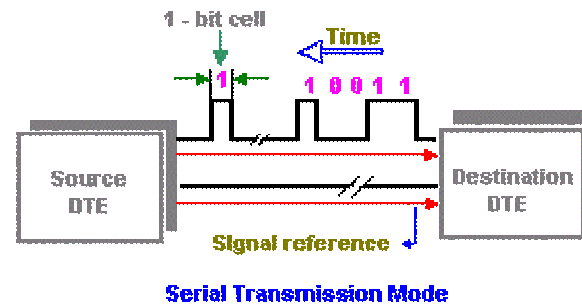 1 - bit cell
Time
1
1 0 0 1 1
Source
DTE
Destination
DTE
Signal reference
Serial Transmission Mode